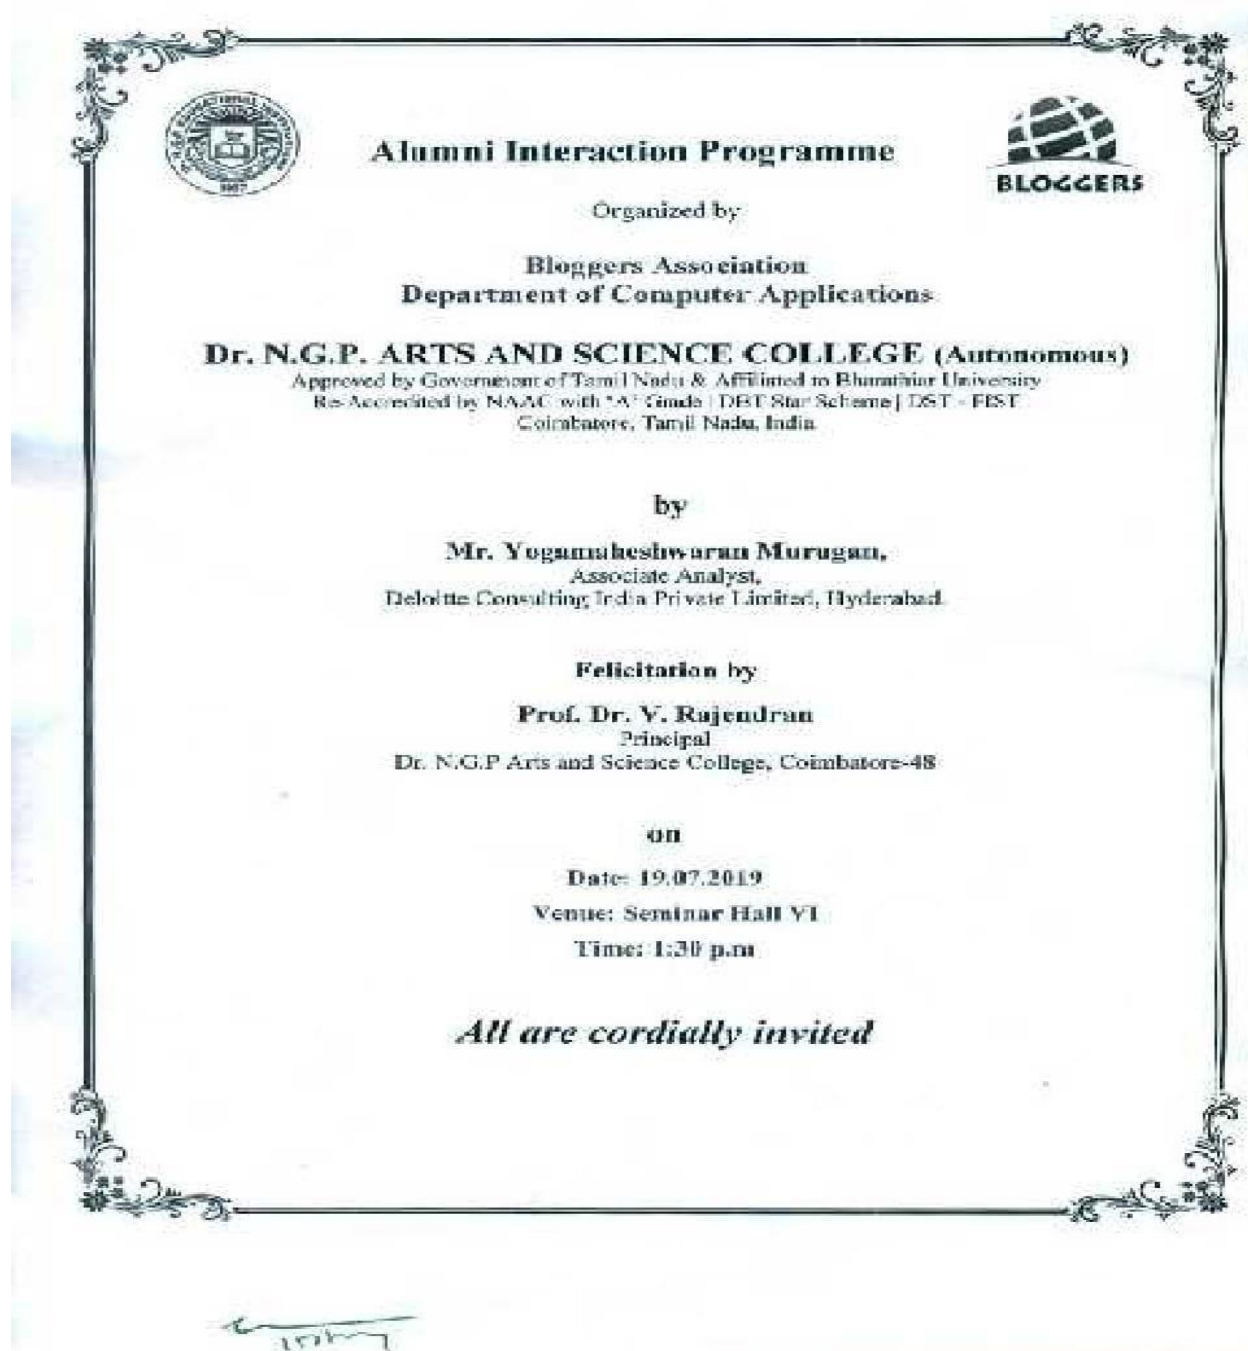 Alumni Interaction Programme
BLOGGERS
Organized by
Bloggers Association
Department of Computer Applications
Dr. N.G.P. ARTS AND SCIENCE COLLEGE (Autonomous)
Approved by Government of Tamil Nadu & Affiliated to Bharathiar University
Re-Accredited by NAAC with 'A' Grade | DBT Star Scheme | DST - FIST
Coimbatore, Tamil Nadu, India
by
Mr. Yogamaheshwaran Murugan,
Associate Analyst,
Deloitte Consulting India Private Limited, Hyderabad.
Felicitation by
Prof. Dr. V. Rajendran
Principal
Dr. N.G.P Arts and Science College, Coimbatore-48
on
Date: 19.07.2019
Venue: Seminar Hall VI
Time: 1:30 p.m
All are cordially invited